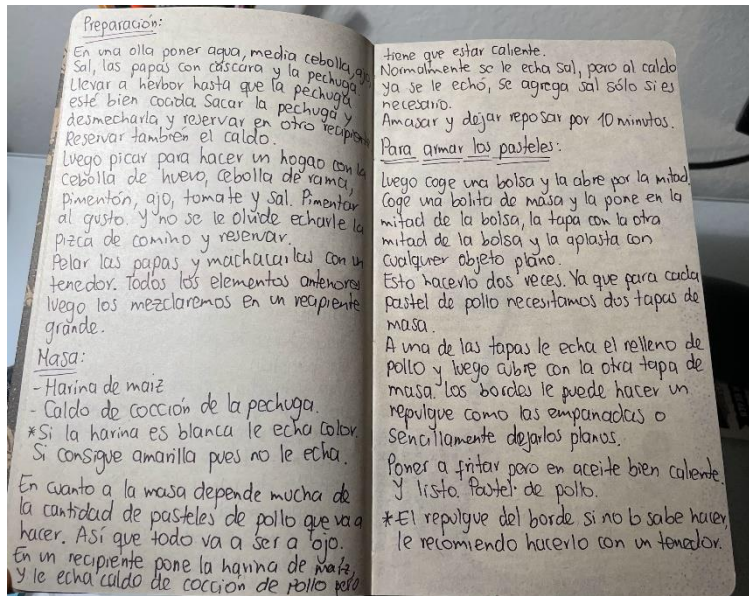 Preparación:
En una olla poner agua, media cebolla, ajo
sal, las papas con cáscara y la pechuga.
Llevar a herbor hasta que la pechuga
esté bien cocida Sacar la pechuga y
desmecharla y reservar en otro recipiente
Reservar también el caldo.
Luego picar para hacer un hogao con la
cebolla de huevo, cebolla de rama,
pimentón, ajo, tomate y sal. Pimentar
al gusto. Y no se le olvide echarle la
pizca de comino y reservar.
Pelar las papas y machacarlas con un
tenedor. Todos los elementos anteriores
luego los mezclaremos en un recipiente
grande.
Masa:
- Harina de maiz
- Caldo de cocción de la pechuga.
*Si la harina es blanca le echa color.
Si consigue amarilla pues no le echa.
En cuanto a la masa depende mucha de
la cantidad de pasteles de pollo que va a
hacer. Así que todo va a ser a ojo.
En un recipiente pone la harina de maíz,
y le echa caldo de cocción de pollo pero
tiene que estar caliente.
Normalmente se le echa sal, pero al caldo
ya se le echó, se agrega sal sólo si es
necesario.
Amasar y dejar reposar por 10 minutos.
Para armar los pasteles:
Luego coge una bolsa y la abre por la mitad.
Coge una bolita de masa y la pone en la
mitad de la bolsa, la tapa con la otra
mitad de la bolsa y la aplasta con
cualquier objeto plano.
Esto hacerlo dos veces. Ya que para cada
pastel de pollo necesitamos dos tapas de
masa.
A una de las tapas le echa el relleno de
pollo y luego cubre con la otra tapa de
masa. Los bordes le puede hacer un
repulgue como las empanadas o
sencillamente dejarlos planos.
Poner a fritar pero en aceite bien caliente.
Y listo. Pastel de pollo.
*El repulgue del borde si no lo sabe hacer,
le recomiendo hacerlo con un tenedor.